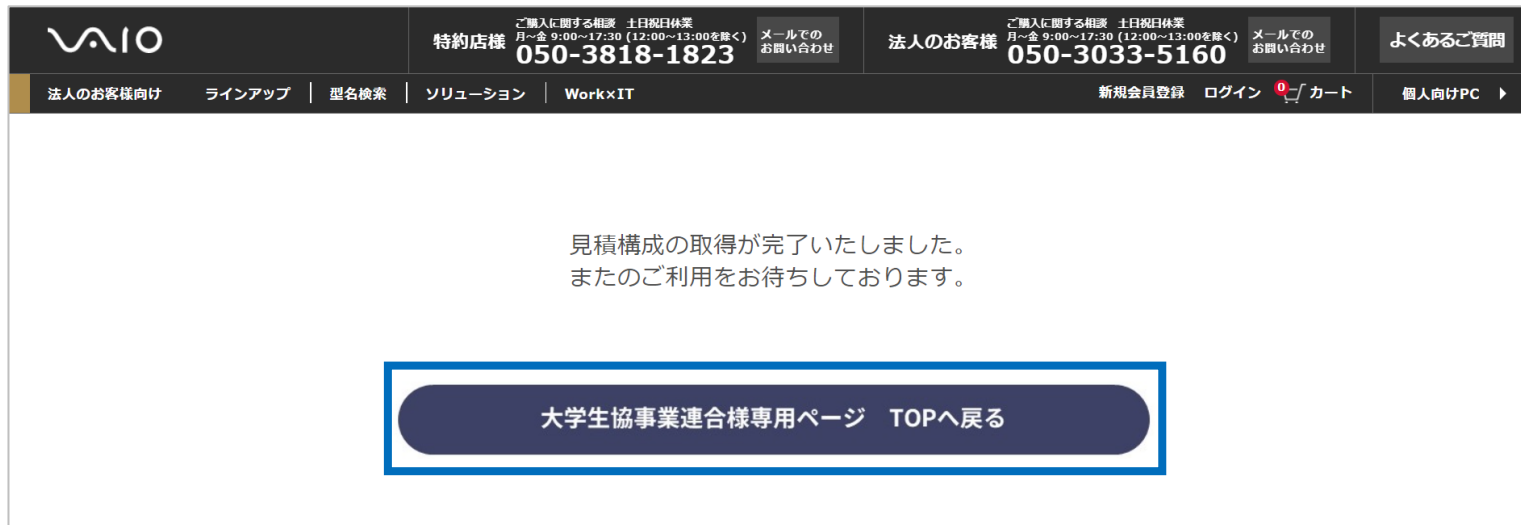 VAIO
特約店様
ご購入に関する相談 土日祝日休業
月~金 9:00~17:30 (12:00~13:00を除く)
050-3818-1823
メールでの
お問い合わせ
法人のお客様
ご購入に関する相談 土日祝日休業
月~金 9:00~17:30 (12:00~13:00を除く)
050-3033-5160
メールでの
お問い合わせ
よくあるご質問
法人のお客様向け ラインアップ 型名検索 ソリューション Work×IT 新規会員登録 ログイン 0 カート 個人向けPC
見積構成の取得が完了いたしました。
またのご利用をお待ちしております。
大学生協事業連合様専用ページ TOPへ戻る